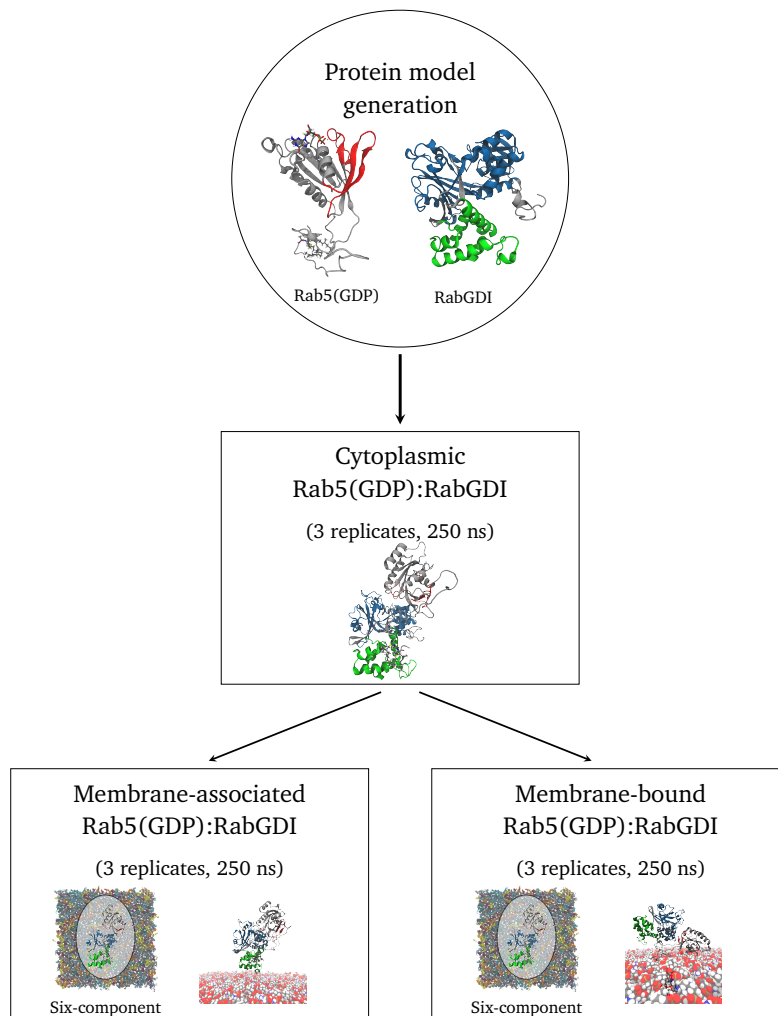 Protein model
generation
Rab5(GDP)
RabGDI
Cytoplasmic
Rab5(GDP):RabGDI
(3 replicates, 250 ns)
Membrane-associated
Rab5(GDP):RabGDI
(3 replicates, 250 ns)
Six-component
Membrane-bound
Rab5(GDP):RabGDI
(3 replicates, 250 ns)
Six-component